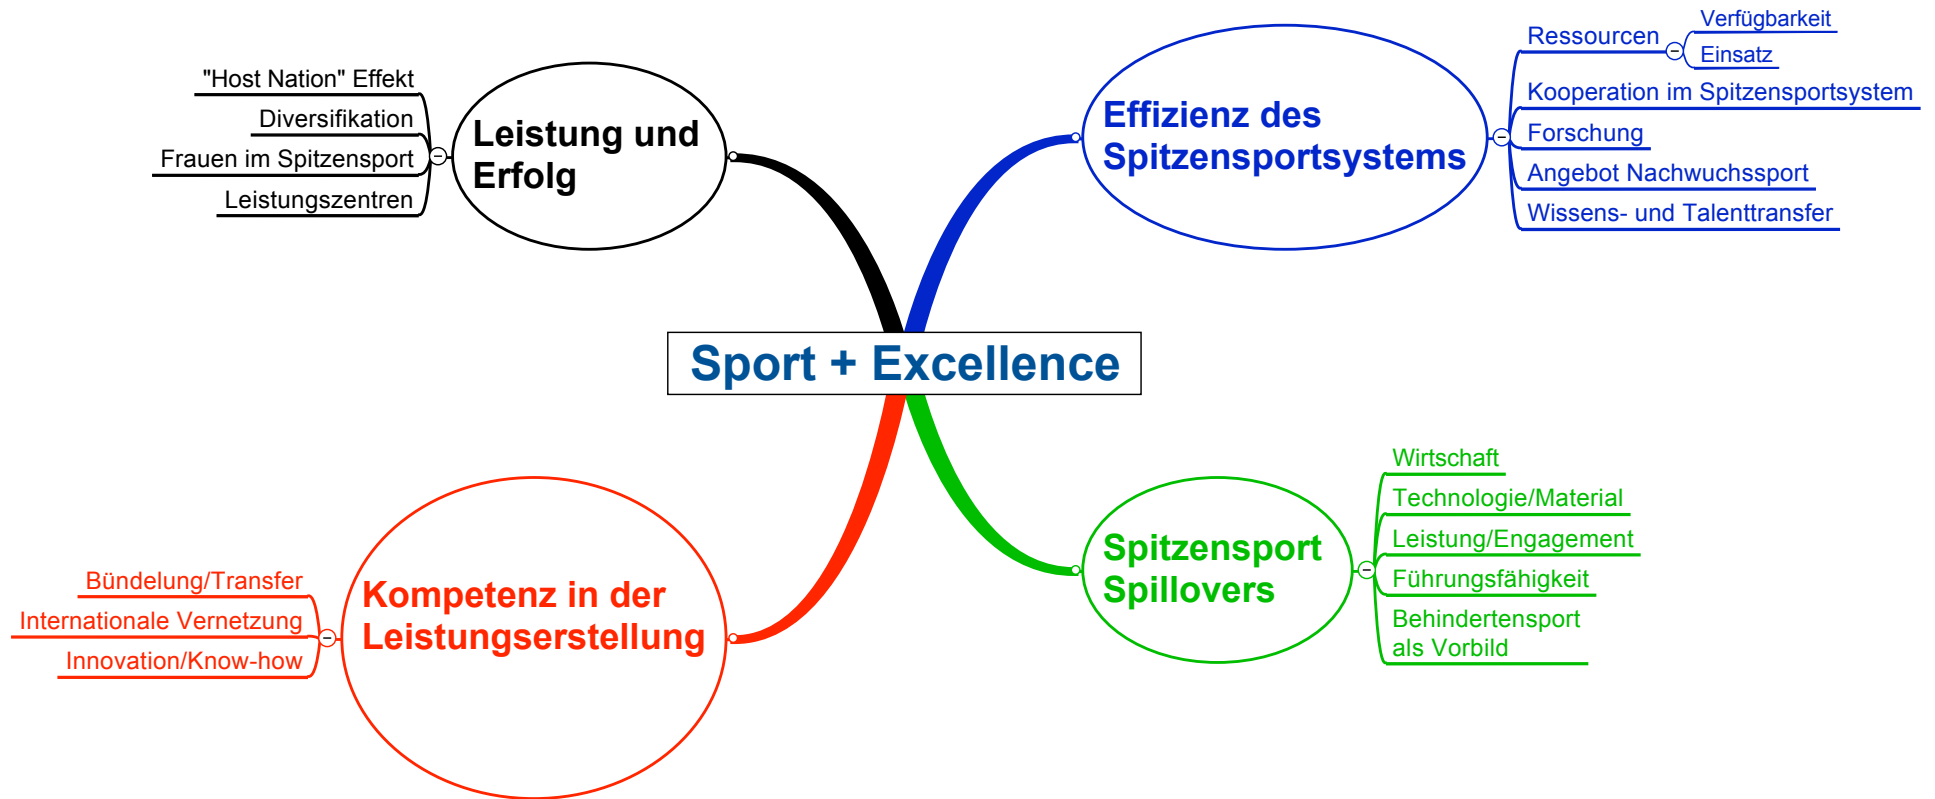 "Host Nation" Effekt
Diversifikation
Frauen im Spitzensport
Leistungszentren
Leistung und
Erfolg
Effizienz des
Spitzensportsystems
Ressourcen
Verfügbarkeit
Einsatz
Kooperation im Spitzensportsystem
Forschung
Angebot Nachwuchssport
Wissens- und Talenttransfer
Sport + Excellence
Bündelung/Transfer
Internationale Vernetzung
Innovation/Know-how
Kompetenz in der
Leistungserstellung
Spitzensport
Spillovers
Wirtschaft
Technologie/Material
Leistung/Engagement
Führungsfähigkeit
Behindertensport
als Vorbild